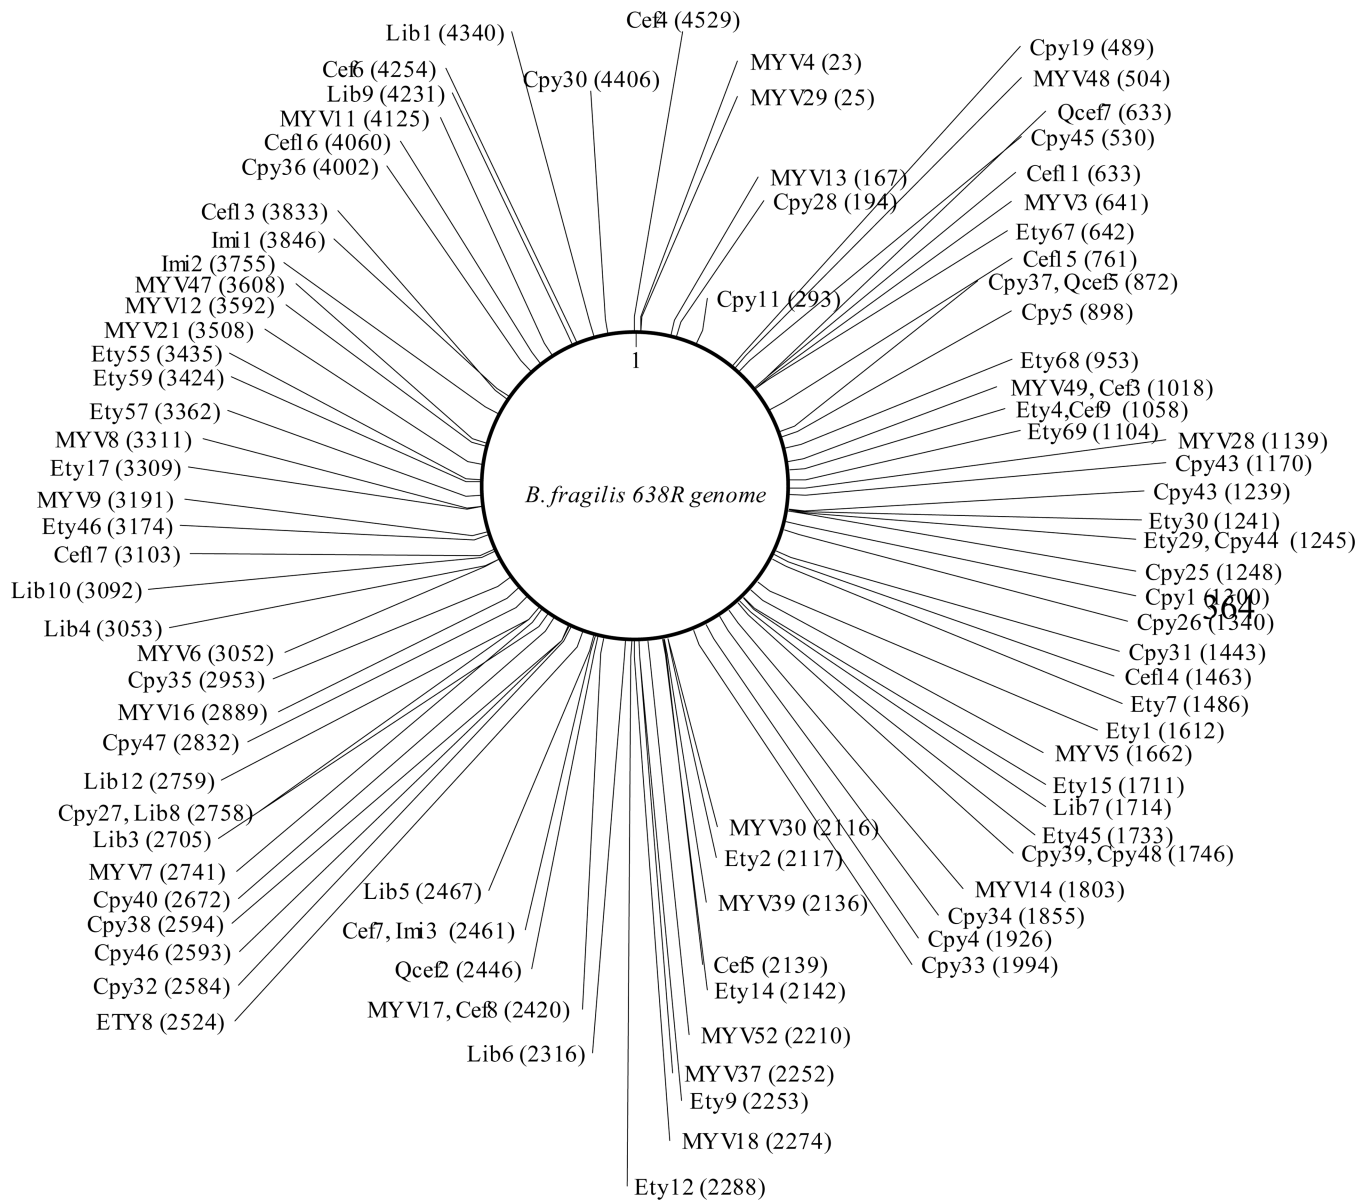 Cef4 (4529)
MYV4 (23)
MYV29 (25)
MYV13 (167)
Cpy28 (194)
Cpy11 (293)
Cpy19 (489)
MYV48 (504)
Qcef7 (633)
Cpy45 (530)
Cef11 (633)
MYV3 (641)
Ety67 (642)
Cef15 (761)
Cpy37, Qcef5 (872)
Cpy5 (898)
Ety68 (953)
MYV49, Cef3 (1018)
Ety4,Cef9 (1058)
Ety69 (1104)
MYV28 (1139)
Cpy43 (1170)
Cpy43 (1239)
Ety30 (1241)
Ety29, Cpy44 (1245)
Cpy25 (1248)
Cpy1 (1300)
364
Cpy26 (1340)
Cpy31 (1443)
Cef14 (1463)
Ety7 (1486)
Ety1 (1612)
MYV5 (1662)
Ety15 (1711)
Lib7 (1714)
Ety45 (1733)
Cpy39, Cpy48 (1746)
MYV14 (1803)
Cpy34 (1855)
Cpy4 (1926)
Cpy33 (1994)
MYV30 (2116)
Ety2 (2117)
MYV39 (2136)
Cef5 (2139)
Ety14 (2142)
MYV52 (2210)
MYV37 (2252)
Ety9 (2253)
MYV18 (2274)
Ety12 (2288)
Lib6 (2316)
MYV17, Cef8 (2420)
Qcef2 (2446)
Cef7, Imi3 (2461)
Lib5 (2467)
ETY8 (2524)
Cpy32 (2584)
Cpy46 (2593)
Cpy38 (2594)
Cpy40 (2672)
MYV7 (2741)
Lib3 (2705)
Cpy27, Lib8 (2758)
Lib12 (2759)
Cpy47 (2832)
MYV16 (2889)
Cpy35 (2953)
MYV6 (3052)
Lib4 (3053)
Lib10 (3092)
Cef17 (3103)
Ety46 (3174)
MYV9 (3191)
Ety17 (3309)
MYV8 (3311)
Ety57 (3362)
Ety59 (3424)
Ety55 (3435)
MYV21 (3508)
MYV12 (3592)
MYV47 (3608)
Imi2 (3755)
Imi1 (3846)
Cef13 (3833)
Cpy36 (4002)
Cef16 (4060)
MYV11 (4125)
Lib9 (4231)
Cef6 (4254)
Lib1 (4340)
Cpy30 (4406)
1
B. fragilis 638R genome